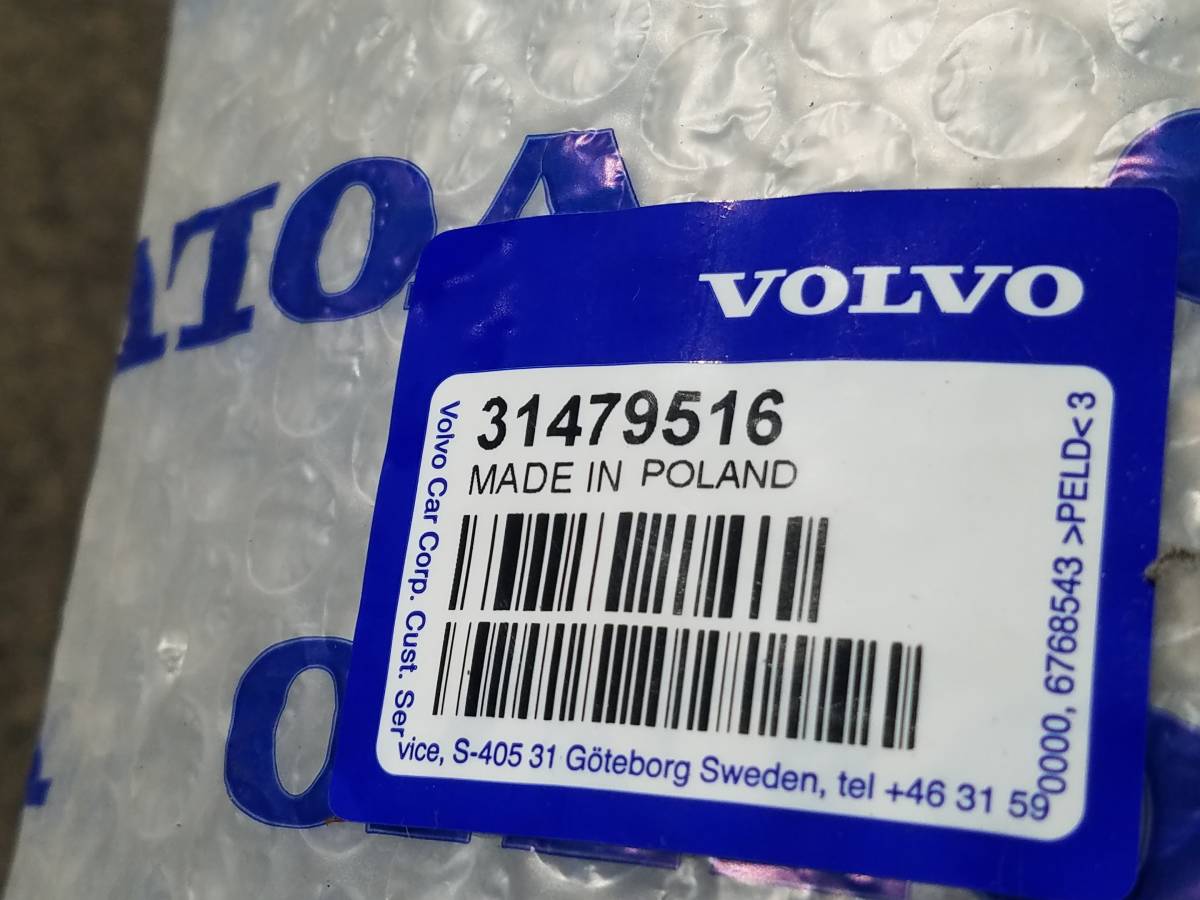 VOLVO
VOLVO
31479516
MADE IN POLAND
Volvo Car Corp. Cust. Service, S-405 31 Göteborg Sweden, tel +46 31 590000, 6768543 >PELD< 3